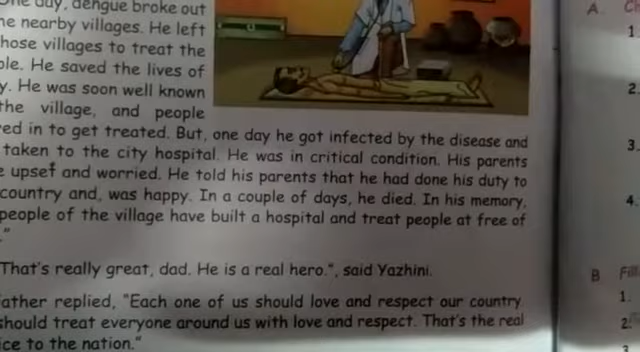 One day, dengue broke out
nearby villages. He left
those villages to treat the
He saved the lives of
He was soon well known
the village, and people
in to get treated. But, one day he got infected by the disease and
taken to the city hospital. He was in critical condition. His parents
upset and worried. He told his parents that he had done his duty to
country and, was happy. In a couple of days, he died. In his memory,
people of the village have built a hospital and treat people at free of
"
That's really great, dad. He is a real hero.", said Yazhini.
father replied, "Each one of us should love and respect our country
should treat everyone around us with love and respect. That's the real
to the nation."
A. Ch
1.
2.
3.
4.
B Fill
1.
2.
3